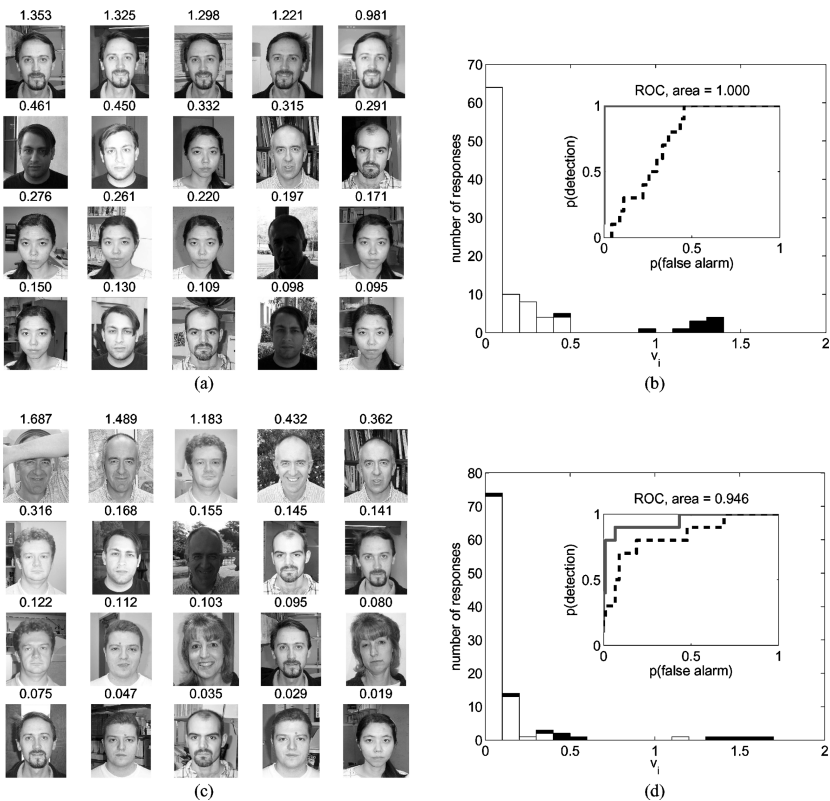 1.353 1.325 1.298 1.221 0.981
0.461 0.450 0.332 0.315 0.291
0.276 0.261 0.220 0.197 0.171
0.150 0.130 0.109 0.098 0.095
(a)
70
60
50
40
30
20
10
0
number of responses
0 0.5 1 1.5 2
v_i
ROC, area = 1.000
1
0.5
0
p(detection)
0 0.5 1
p(false alarm)
(b)
1.687 1.489 1.183 0.432 0.362
0.316 0.168 0.155 0.145 0.141
0.122 0.112 0.103 0.095 0.080
0.075 0.047 0.035 0.029 0.019
(c)
80
70
60
50
40
30
20
10
0
number of responses
0 0.5 1 1.5 2
v_i
ROC, area = 0.946
1
0.5
0
p(detection)
0 0.5 1
p(false alarm)
(d)